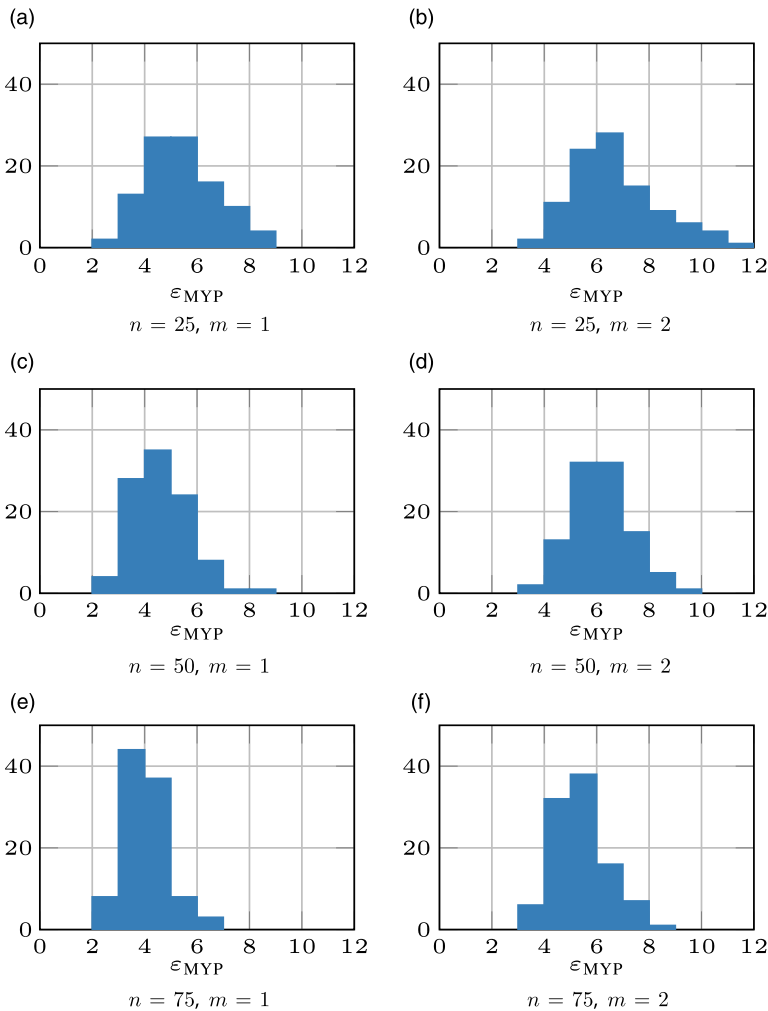 (a) (b)
40 40
20 20
0 0
0 2 4 6 8 10 12 0 2 4 6 8 10 12
εMYP εMYP
n = 25, m = 1 n = 25, m = 2
(c) (d)
40 40
20 20
0 0
0 2 4 6 8 10 12 0 2 4 6 8 10 12
εMYP εMYP
n = 50, m = 1 n = 50, m = 2
(e) (f)
40 40
20 20
0 0
0 2 4 6 8 10 12 0 2 4 6 8 10 12
εMYP εMYP
n = 75, m = 1 n = 75, m = 2